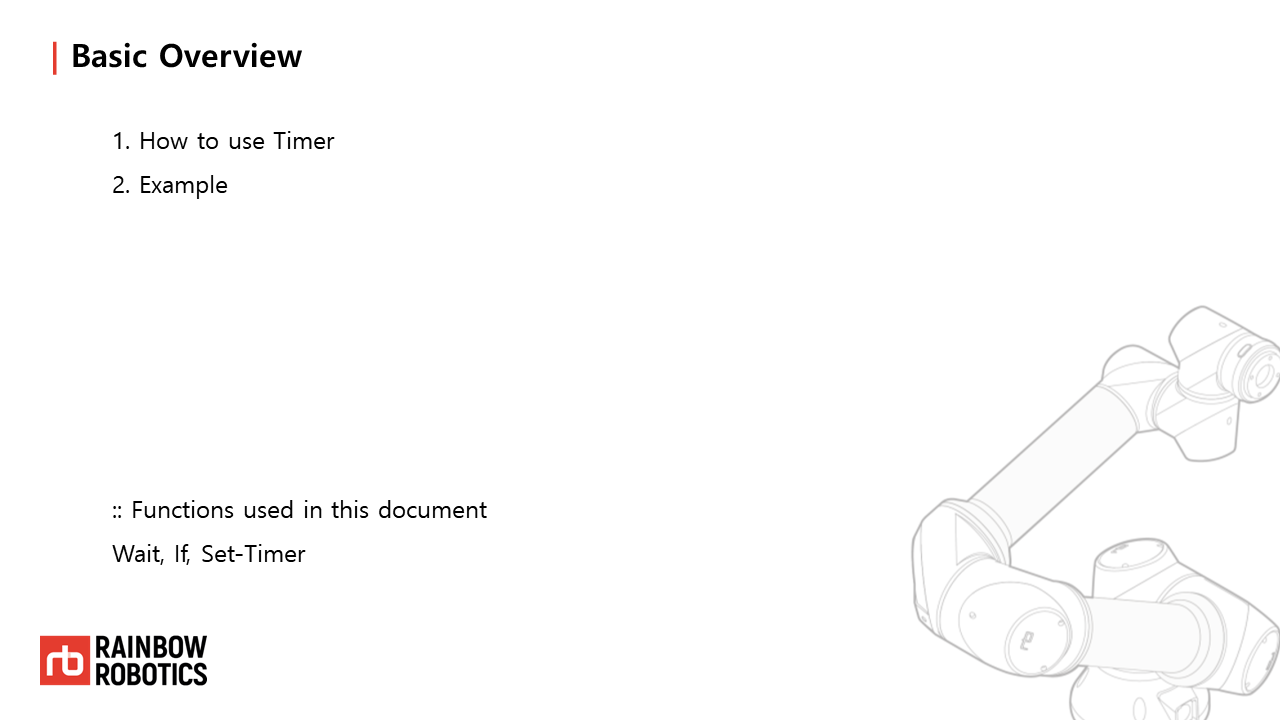 Basic Overview
1. How to use Timer
2. Example
:: Functions used in this document
Wait, If, Set-Timer
rb RAINBOW
ROBOTICS
rb